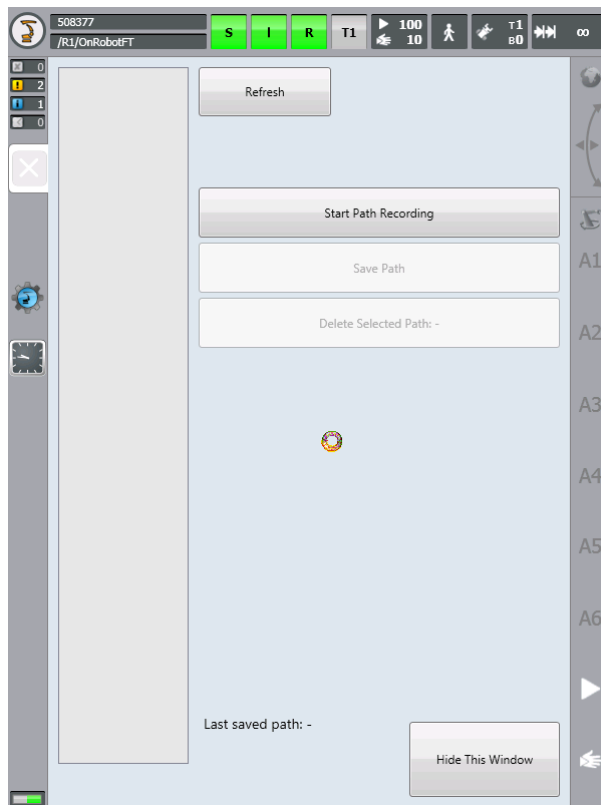 508377
/R1/OnRobotFT
S I R T1 100 10 T1 B0 ∞
0
2
1
0
Refresh
Start Path Recording
Save Path
Delete Selected Path: -
A1
A2
A3
A4
A5
A6
Last saved path: -
Hide This Window